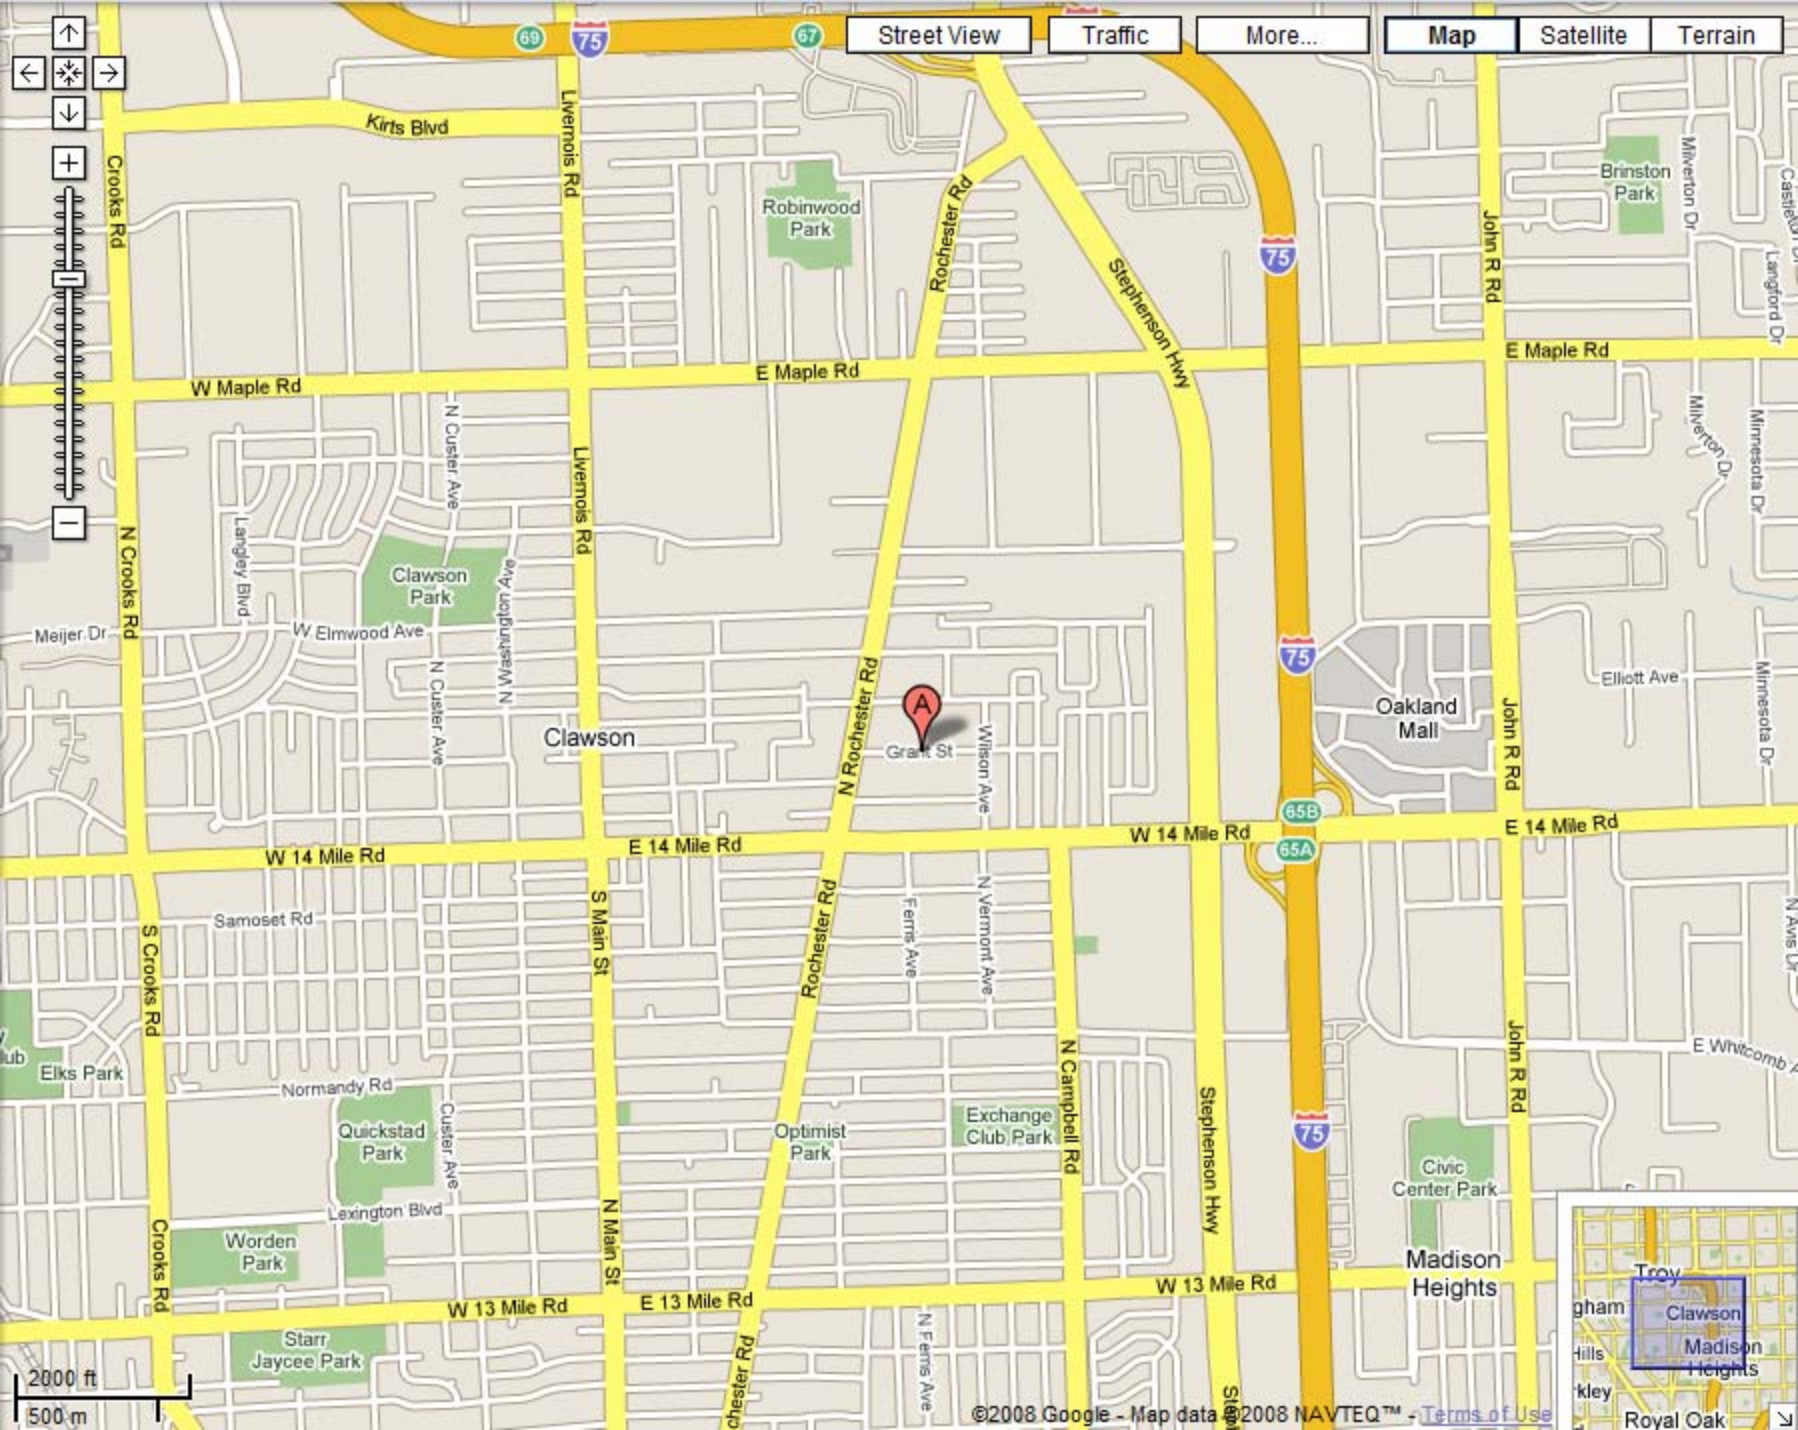 69
75
67
Street View
Traffic
More...
Map
Satellite
Terrain
Kirts Blvd
Livernois Rd
Crooks Rd
Robinwood
Park
Rochester Rd
Stephenson Hwy
75
John R Rd
Brinston
Park
Milverton Dr
Langford Dr
W Maple Rd
E Maple Rd
E Maple Rd
N Custer Ave
Livernois Rd
Milverton Dr
Minnesota Dr
N Crooks Rd
Langley Blvd
Clawson
Park
N Washington Ave
Meijer Dr
W Elmwood Ave
N Custer Ave
75
Elliott Ave
Minnesota Dr
Oakland
Mall
John R Rd
N Rochester Rd
A
Clawson
Grant St
Wilson Ave
65B
W 14 Mile Rd
E 14 Mile Rd
W 14 Mile Rd
E 14 Mile Rd
65A
Samoset Rd
S Crooks Rd
S Main St
Rochester Rd
Ferris Ave
N Vermont Ave
N Avis Dr
lub
Elks Park
Normandy Rd
N Campbell Rd
John R Rd
E Whitcomb A
Quickstad
Park
Custer Ave
Optimist
Park
Exchange
Club Park
Stephenson Hwy
75
Civic
Center Park
Lexington Blvd
Worden
Park
Crooks Rd
N Main St
Madison
Heights
W 13 Mile Rd
E 13 Mile Rd
W 13 Mile Rd
Starr
Jaycee Park
chester Rd
N Ferris Ave
2000 ft
500 m
©2008 Google - Map data ©2008 NAVTEQ™ - Terms of Use
Troy
gham
Clawson
Hills
Madison
Heights
rkley
Royal Oak